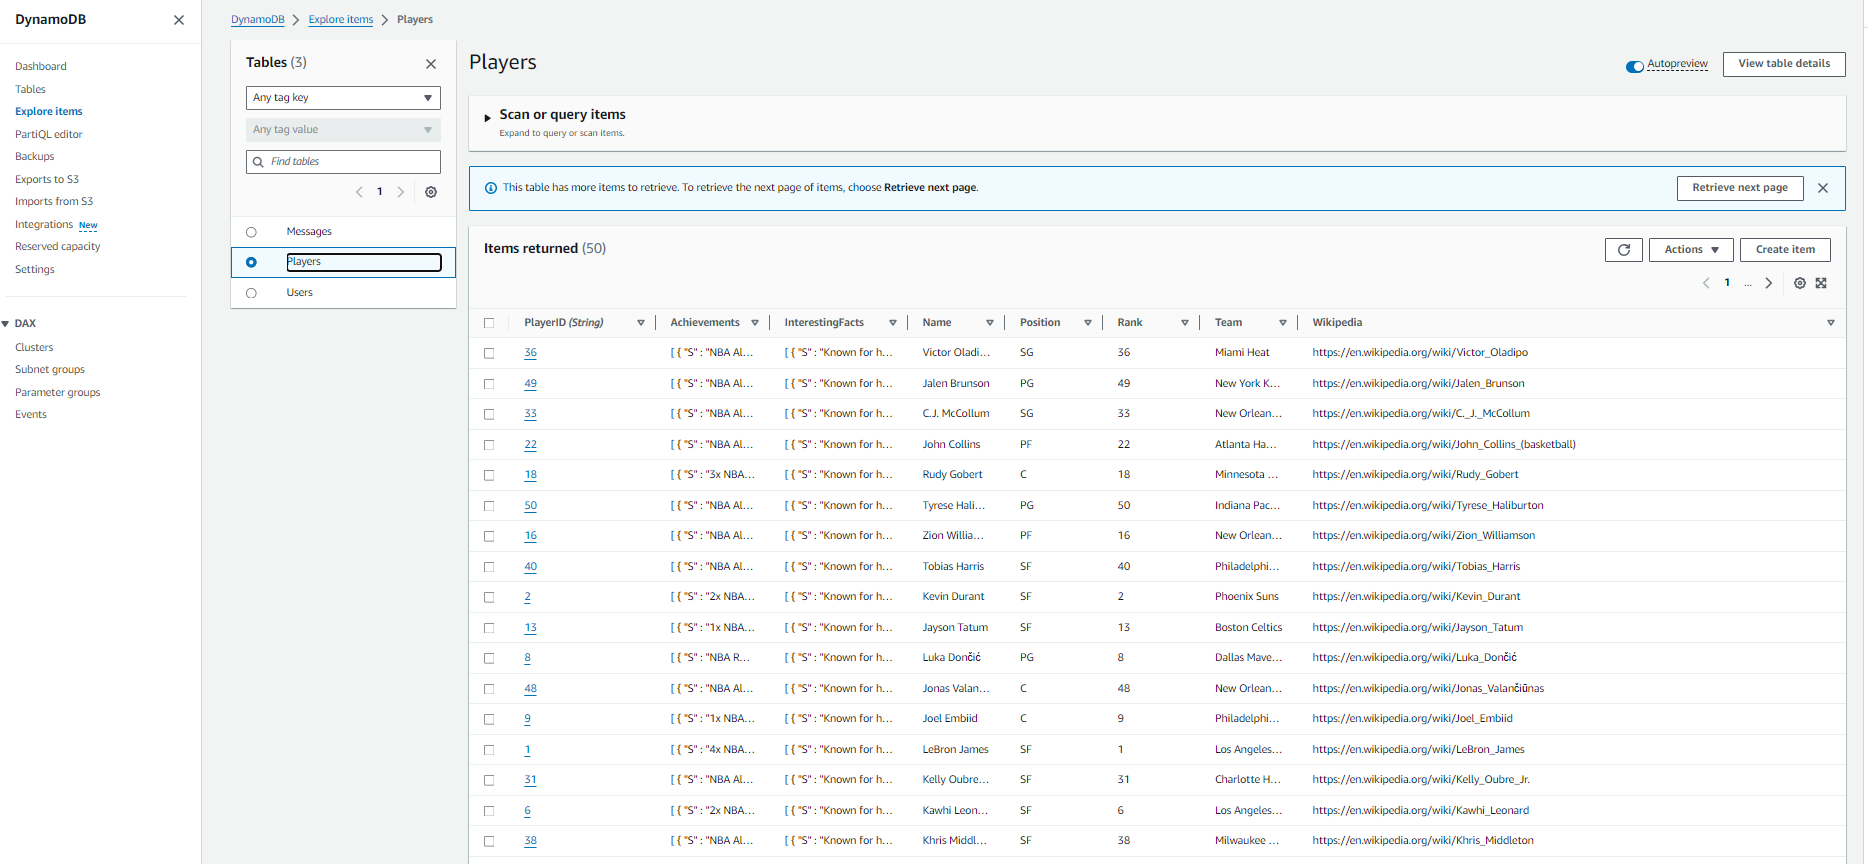 DynamoDB
Dashboard
Tables
Explore items
PartiQL editor
Backups
Exports to S3
Imports from S3
Integrations New
Reserved capacity
Settings
DAX
Clusters
Subnet groups
Parameter groups
Events
DynamoDB > Explore items > Players
Tables (3)
Any tag key
Any tag value
Find tables
1
Messages
Players
Users
Players
Autopreview
View table details
Scan or query items
Expand to query or scan items.
This table has more items to retrieve. To retrieve the next page of items, choose Retrieve next page.
Retrieve next page
Items returned (50)
Actions
Create item
1 ...
PlayerID (String) Achievements InterestingFacts Name Position Rank Team Wikipedia
36 [ { "S" : "NBA Al... [ { "S" : "Known for h... Victor Oladi... SG 36 Miami Heat https://en.wikipedia.org/wiki/Victor_Oladipo
49 [ { "S" : "NBA Al... [ { "S" : "Known for h... Jalen Brunson PG 49 New York K... https://en.wikipedia.org/wiki/Jalen_Brunson
33 [ { "S" : "NBA Al... [ { "S" : "Known for h... C.J. McCollum SG 33 New Orlean... https://en.wikipedia.org/wiki/C._J._McCollum
22 [ { "S" : "NBA Al... [ { "S" : "Known for h... John Collins PF 22 Atlanta Ha... https://en.wikipedia.org/wiki/John_Collins_(basketball)
18 [ { "S" : "3x NBA... [ { "S" : "Known for h... Rudy Gobert C 18 Minnesota ... https://en.wikipedia.org/wiki/Rudy_Gobert
50 [ { "S" : "NBA Al... [ { "S" : "Known for h... Tyrese Hali... PG 50 Indiana Pac... https://en.wikipedia.org/wiki/Tyrese_Haliburton
16 [ { "S" : "NBA Al... [ { "S" : "Known for h... Zion Willia... PF 16 New Orlean... https://en.wikipedia.org/wiki/Zion_Williamson
40 [ { "S" : "NBA Al... [ { "S" : "Known for h... Tobias Harris SF 40 Philadelphi... https://en.wikipedia.org/wiki/Tobias_Harris
2 [ { "S" : "2x NBA... [ { "S" : "Known for h... Kevin Durant SF 2 Phoenix Suns https://en.wikipedia.org/wiki/Kevin_Durant
13 [ { "S" : "1x NBA... [ { "S" : "Known for h... Jayson Tatum SF 13 Boston Celtics https://en.wikipedia.org/wiki/Jayson_Tatum
8 [ { "S" : "NBA R... [ { "S" : "Known for h... Luka Dončić PG 8 Dallas Mave... https://en.wikipedia.org/wiki/Luka_Dončić
48 [ { "S" : "NBA Al... [ { "S" : "Known for h... Jonas Valan... C 48 New Orlean... https://en.wikipedia.org/wiki/Jonas_Valančiūnas
9 [ { "S" : "1x NBA... [ { "S" : "Known for h... Joel Embiid C 9 Philadelphi... https://en.wikipedia.org/wiki/Joel_Embiid
1 [ { "S" : "4x NBA... [ { "S" : "Known for h... LeBron James SF 1 Los Angeles... https://en.wikipedia.org/wiki/LeBron_James
31 [ { "S" : "NBA Al... [ { "S" : "Known for h... Kelly Oubre... SF 31 Charlotte H... https://en.wikipedia.org/wiki/Kelly_Oubre_Jr.
6 [ { "S" : "2x NBA... [ { "S" : "Known for h... Kawhi Leon... SF 6 Los Angeles... https://en.wikipedia.org/wiki/Kawhi_Leonard
38 [ { "S" : "NBA Al... [ { "S" : "Known for h... Khris Middl... SF 38 Milwaukee ... https://en.wikipedia.org/wiki/Khris_Middleton